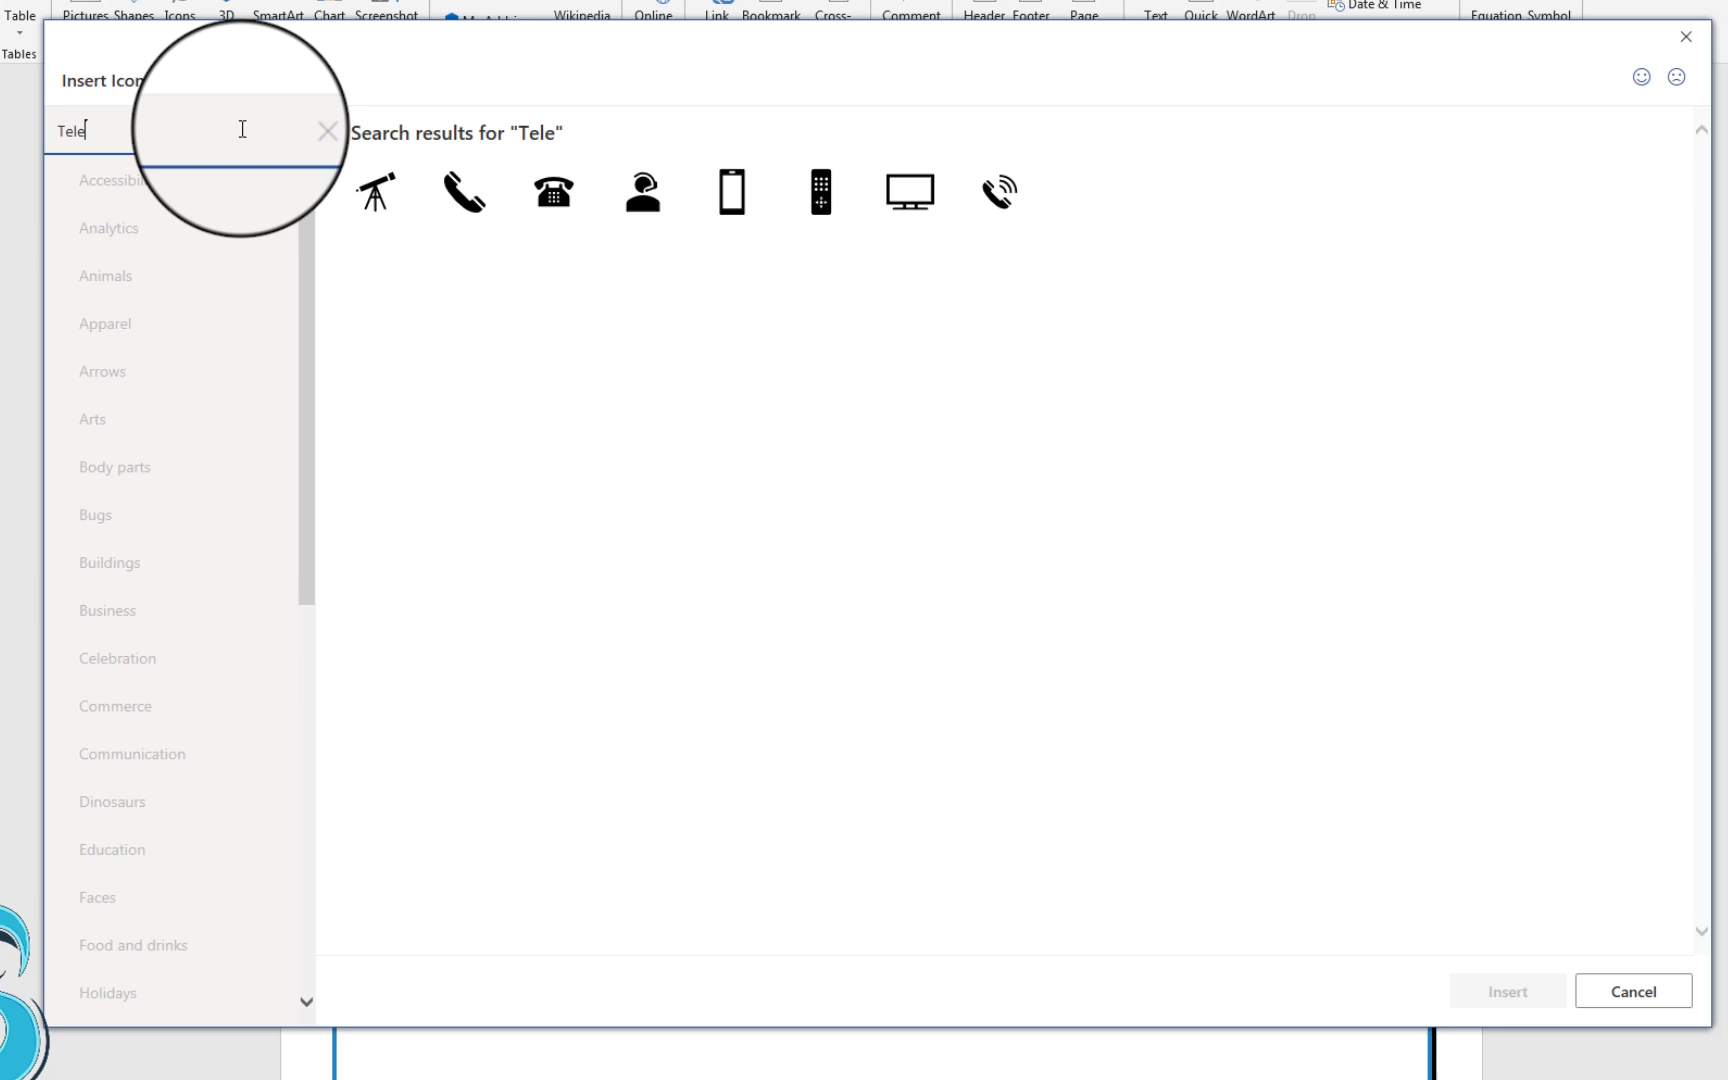 Table Pictures Shapes Icons 3D SmartArt Chart Screenshot Wikipedia Online Link Bookmark Cross- Comment Header Footer Page Text Quick WordArt Drop Date & Time Equation Symbol
Tables
Insert Icon
Tele
Search results for "Tele"
Analytics
Animals
Apparel
Arrows
Arts
Body parts
Bugs
Buildings
Business
Celebration
Commerce
Communication
Dinosaurs
Education
Faces
Food and drinks
Holidays
Insert Cancel